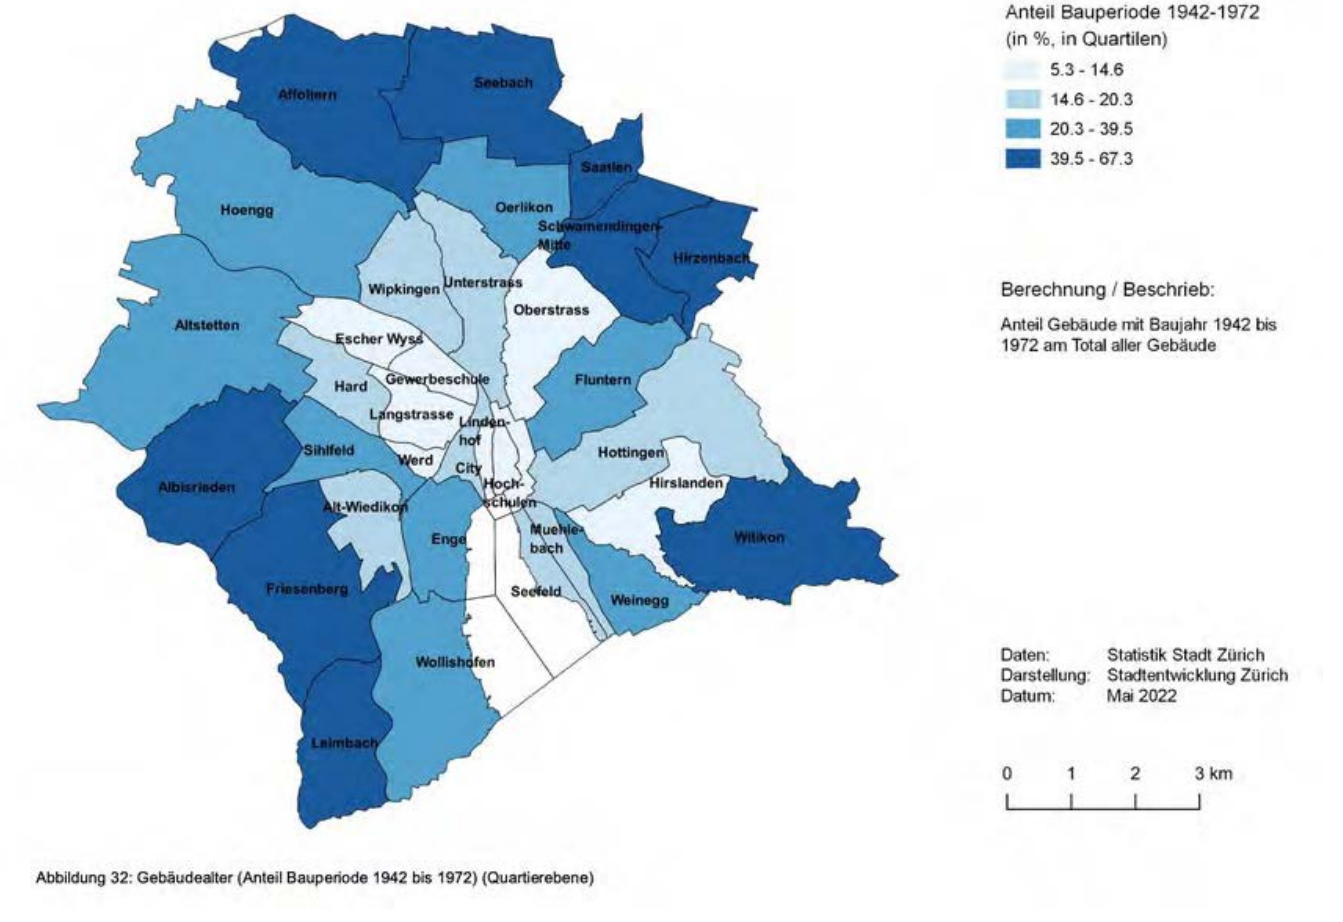 Anteil Bauperiode 1942-1972
(in %, in Quartilen)
5.3 - 14.6
14.6 - 20.3
20.3 - 39.5
39.5 - 67.3
Affoltern
Seebach
Saatlen
Hoengg
Oerlikon
Schwamendingen-
Mitte
Hirzenbach
Wipkingen
Unterstrass
Oberstrass
Altstetten
Escher Wyss
Gewerbeschule
Fluntern
Hard
Langstrasse
Linden-
hof
Sihlfeld
Werd
City
Hottingen
Albisrieden
Hoch-
schulen
Hirslanden
Alt-Wiedikon
Enge
Muehle-
bach
Witikon
Friesenberg
Seefeld
Weinegg
Wollishofen
Leimbach
Berechnung / Beschrieb:
Anteil Gebäude mit Baujahr 1942 bis
1972 am Total aller Gebäude
Daten: Statistik Stadt Zürich
Darstellung: Stadtentwicklung Zürich
Datum: Mai 2022
0 1 2 3 km
Abbildung 32: Gebäudealter (Anteil Bauperiode 1942 bis 1972) (Quartierebene)